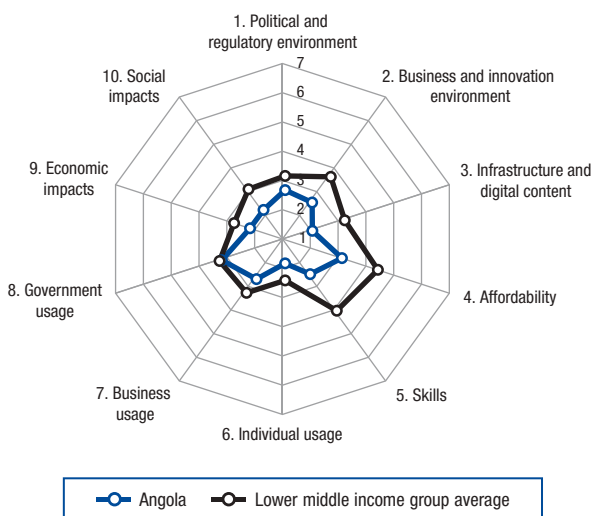 1. Political and
regulatory environment
2. Business and innovation
environment
3. Infrastructure and
digital content
4. Affordability
5. Skills
6. Individual usage
7. Business
usage
8. Government
usage
9. Economic
impacts
10. Social
impacts
7
6
5
4
3
2
1
Angola
Lower middle income group average